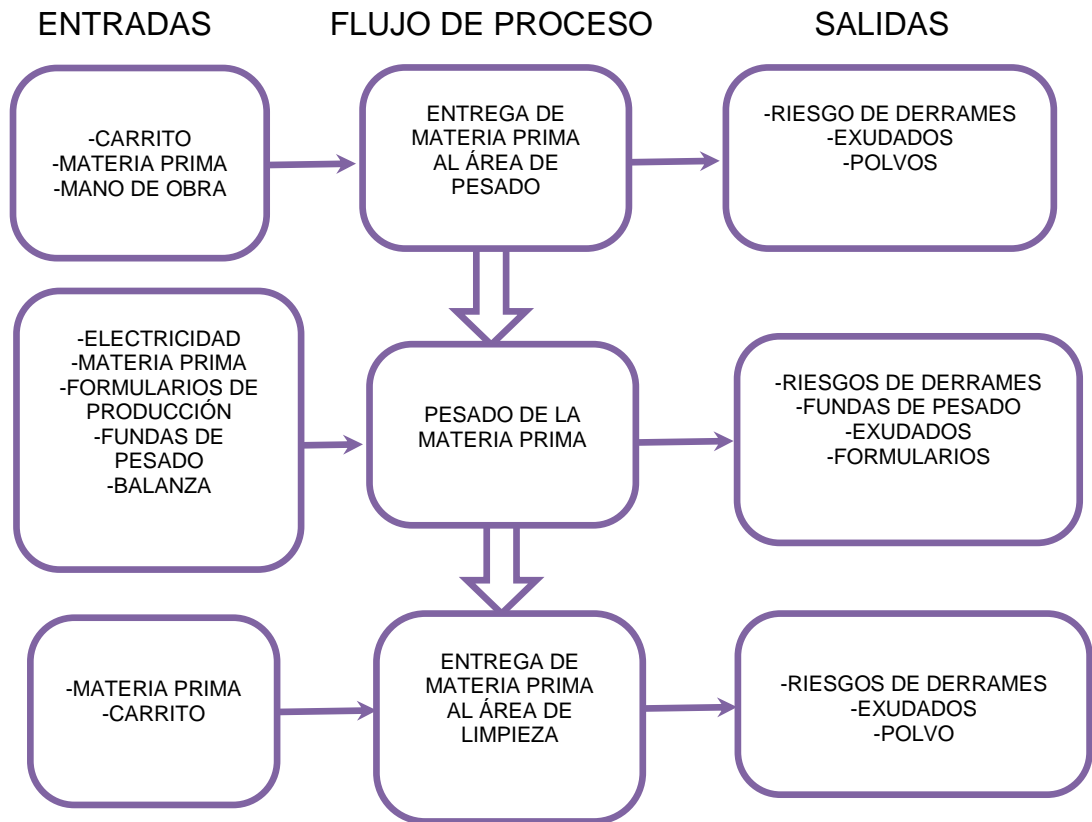 ENTRADAS
FLUJO DE PROCESO
SALIDAS
-CARRITO
-MATERIA PRIMA
-MANO DE OBRA
ENTREGA DE
MATERIA PRIMA
AL ÁREA DE
PESADO
-RIESGO DE DERRAMES
-EXUDADOS
-POLVOS
-ELECTRICIDAD
-MATERIA PRIMA
-FORMULARIOS DE
PRODUCCIÓN
-FUNDAS DE
PESADO
-BALANZA
PESADO DE LA
MATERIA PRIMA
-RIESGOS DE DERRAMES
-FUNDAS DE PESADO
-EXUDADOS
-FORMULARIOS
-MATERIA PRIMA
-CARRITO
ENTREGA DE
MATERIA PRIMA
AL ÁREA DE
LIMPIEZA
-RIESGOS DE DERRAMES
-EXUDADOS
-POLVO